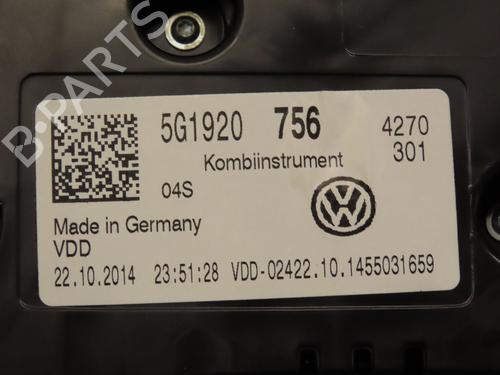 5G1920 756 4270
Kombiinstrument 301
04S
Made in Germany
VDD
22.10.2014 23:51:28 VDD-02422.10.1455031659
B-PARTS